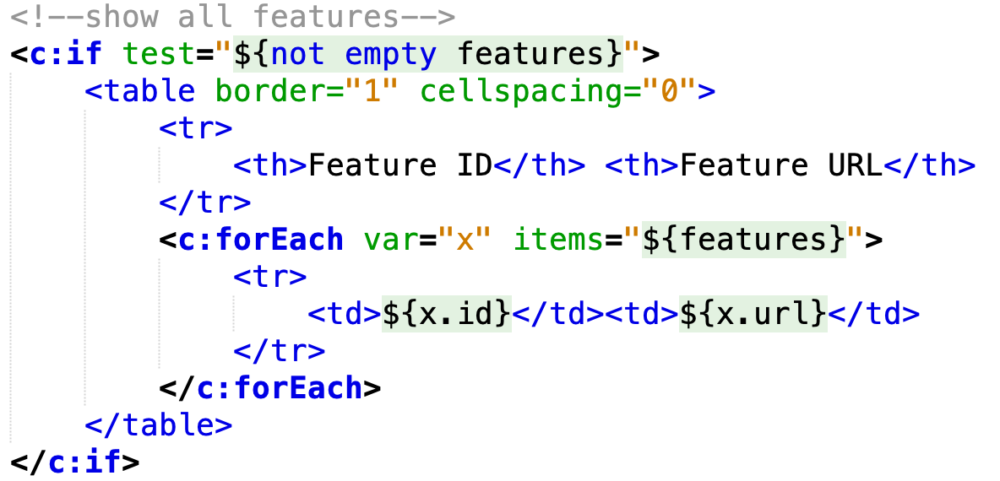 <!--show all features-->
<c:if test="${not empty features}">
    <table border="1" cellspacing="0">
        <tr>
            <th>Feature ID</th> <th>Feature URL</th>
        </tr>
        <c:forEach var="x" items="${features}">
            <tr>
                <td>${x.id}</td><td>${x.url}</td>
            </tr>
        </c:forEach>
    </table>
</c:if>